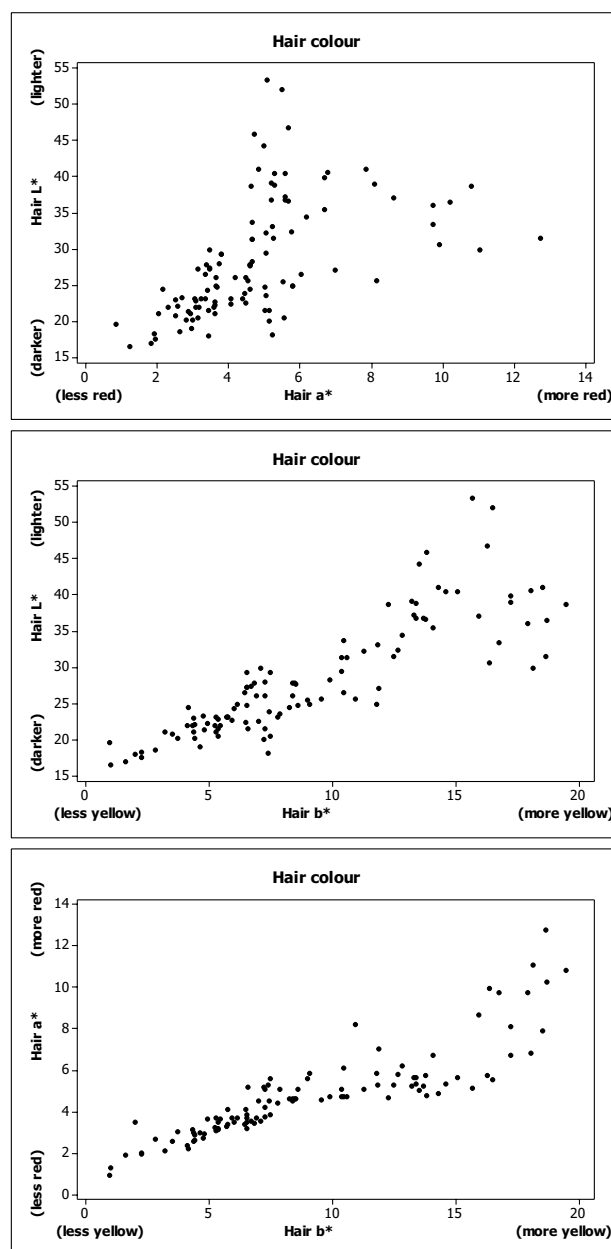 Hair colour
(lighter)
Hair L*
(darker)
55
50
45
40
35
30
25
20
15
0 2 4 6 8 10 12 14
(less red) Hair a* (more red)
Hair colour
(lighter)
Hair L*
(darker)
55
50
45
40
35
30
25
20
15
0 5 10 15 20
(less yellow) Hair b* (more yellow)
Hair colour
(more red)
Hair a*
(less red)
14
12
10
8
6
4
2
0
0 5 10 15 20
(less yellow) Hair b* (more yellow)